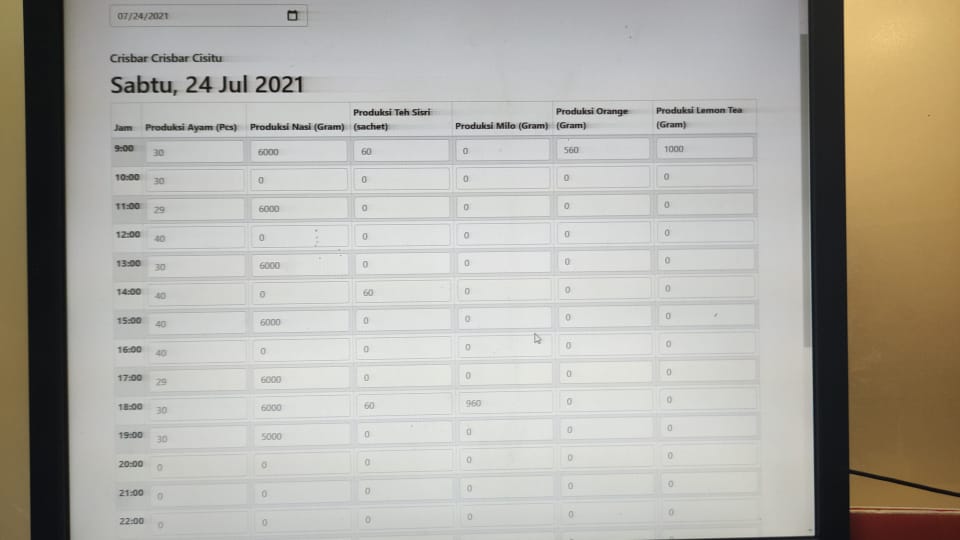 07/24/2021
Crisbar Crisbar Cisitu
Sabtu, 24 Jul 2021
Jam Produksi Ayam (Pcs) Produksi Nasi (Gram) Produksi Teh Sisri (sachet) Produksi Milo (Gram) Produksi Orange (Gram) Produksi Lemon Tea (Gram)
9:00 30 6000 60 0 560 1000
10:00 30 0 0 0 0 0
11:00 29 6000 0 0 0 0
12:00 40 0 0 0 0 0
13:00 30 6000 0 0 0 0
14:00 40 0 60 0 0 0
15:00 40 6000 0 0 0 0
16:00 40 0 0 0 0 0
17:00 29 6000 0 0 0 0
18:00 30 6000 60 960 0 0
19:00 30 5000 0 0 0 0
20:00 0 0 0 0 0 0
21:00 0 0 0 0 0 0
22:00 0 0 0 0 0 0